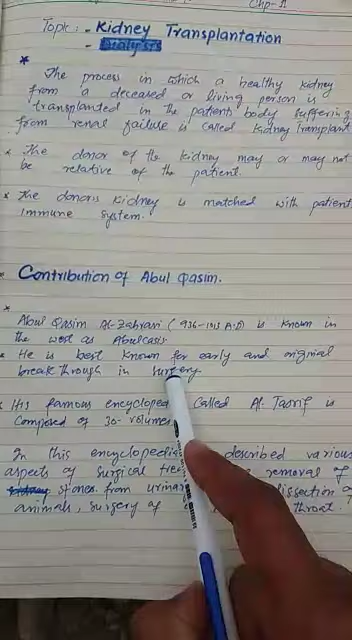 Chp-11
Topic:- Kidney Transplantation
- Dialysis
* The process in which a healthy kidney
from a deceased or living person is
transplanted in the patients body suffering
from renal failure is called Kidney Transplant
* The donor of the kidney may or may not
be relative of the patient.
* The donors kidney is matched with patient
immune system.
Contribution of Abul Qasim.
* Abul Qasim Al-Zahravi (936-1013 A.D) is known in
the west as Abulcasis
* He is best known for early and original
breakthrough in surgery
* His famous encycloped called Al-Tasrif is
composed of 30-volumes
In this encyclopedia described various
aspects of surgical removal of
stones from urinar dissection of
animals, surgery of throat.